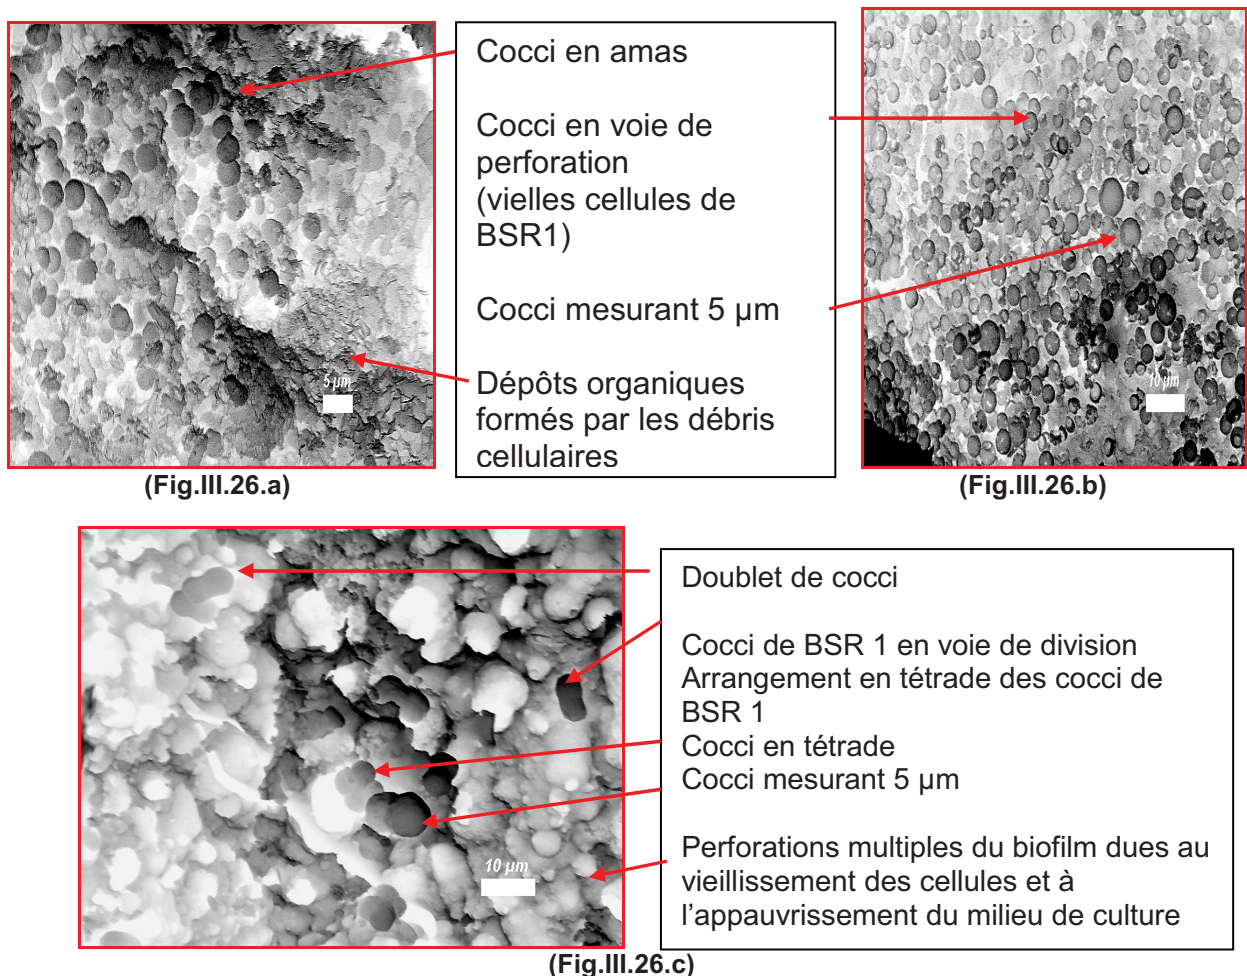 Cocci en amas
Cocci en voie de
perforation
(vielles cellules de
BSR1)
Cocci mesurant 5 µm
Dépôts organiques
formés par les débris
cellulaires
5 µm
10 µm
(Fig.III.26.a)
(Fig.III.26.b)
Doublet de cocci
Cocci de BSR 1 en voie de division
Arrangement en tétrade des cocci de
BSR 1
Cocci en tétrade
Cocci mesurant 5 µm
Perforations multiples du biofilm dues au
vieillissement des cellules et à
l’appauvrissement du milieu de culture
10 µm
(Fig.III.26.c)